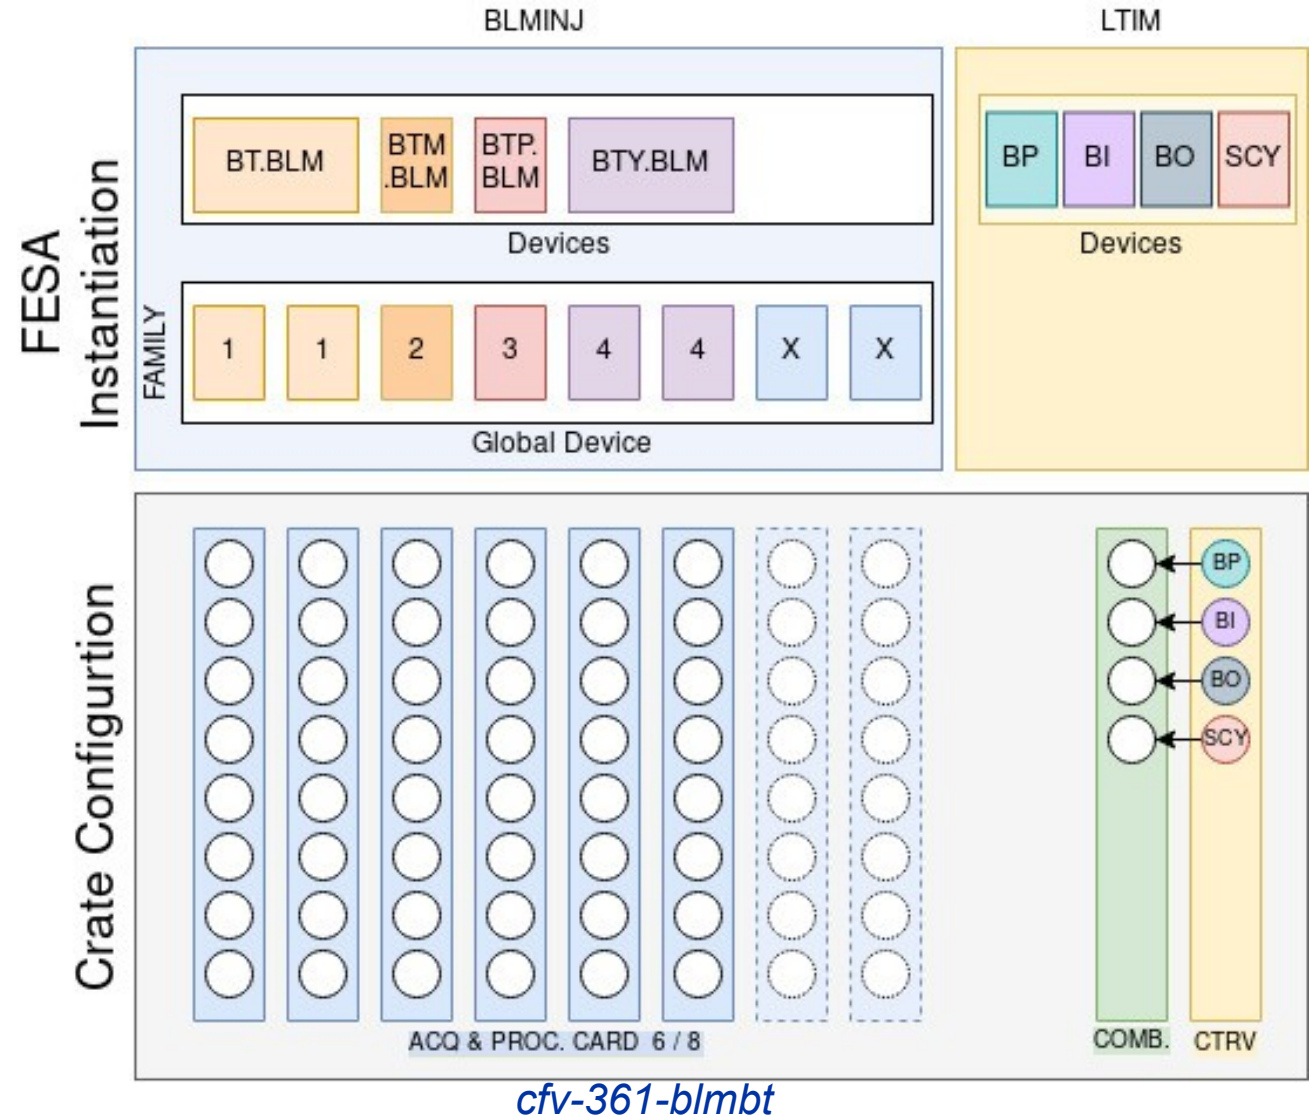 BLMINJ
LTIM
FESA
Instantiation
BT.BLM
BTM
.BLM
BTP.
BLM
BTY.BLM
Devices
BP
BI
BO
SCY
Devices
FAMILY
1
1
2
3
4
4
X
X
Global Device
Crate Configurtion
BP
BI
BO
SCY
ACQ & PROC. CARD 6 / 8
COMB.
CTRV
cfv-361-blmbt